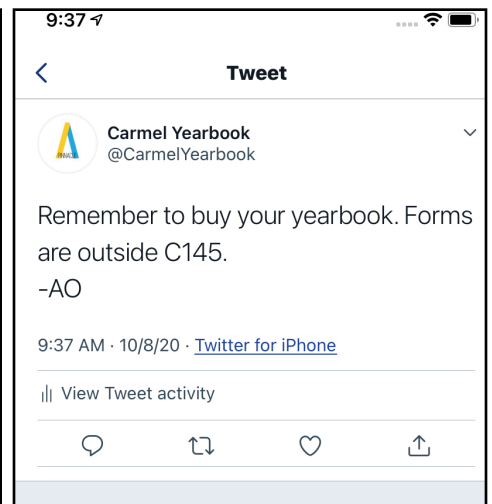 9:37
Tweet
Carmel Yearbook
@CarmelYearbook
Remember to buy your yearbook. Forms
are outside C145.
-AO
9:37 AM · 10/8/20 · Twitter for iPhone
View Tweet activity